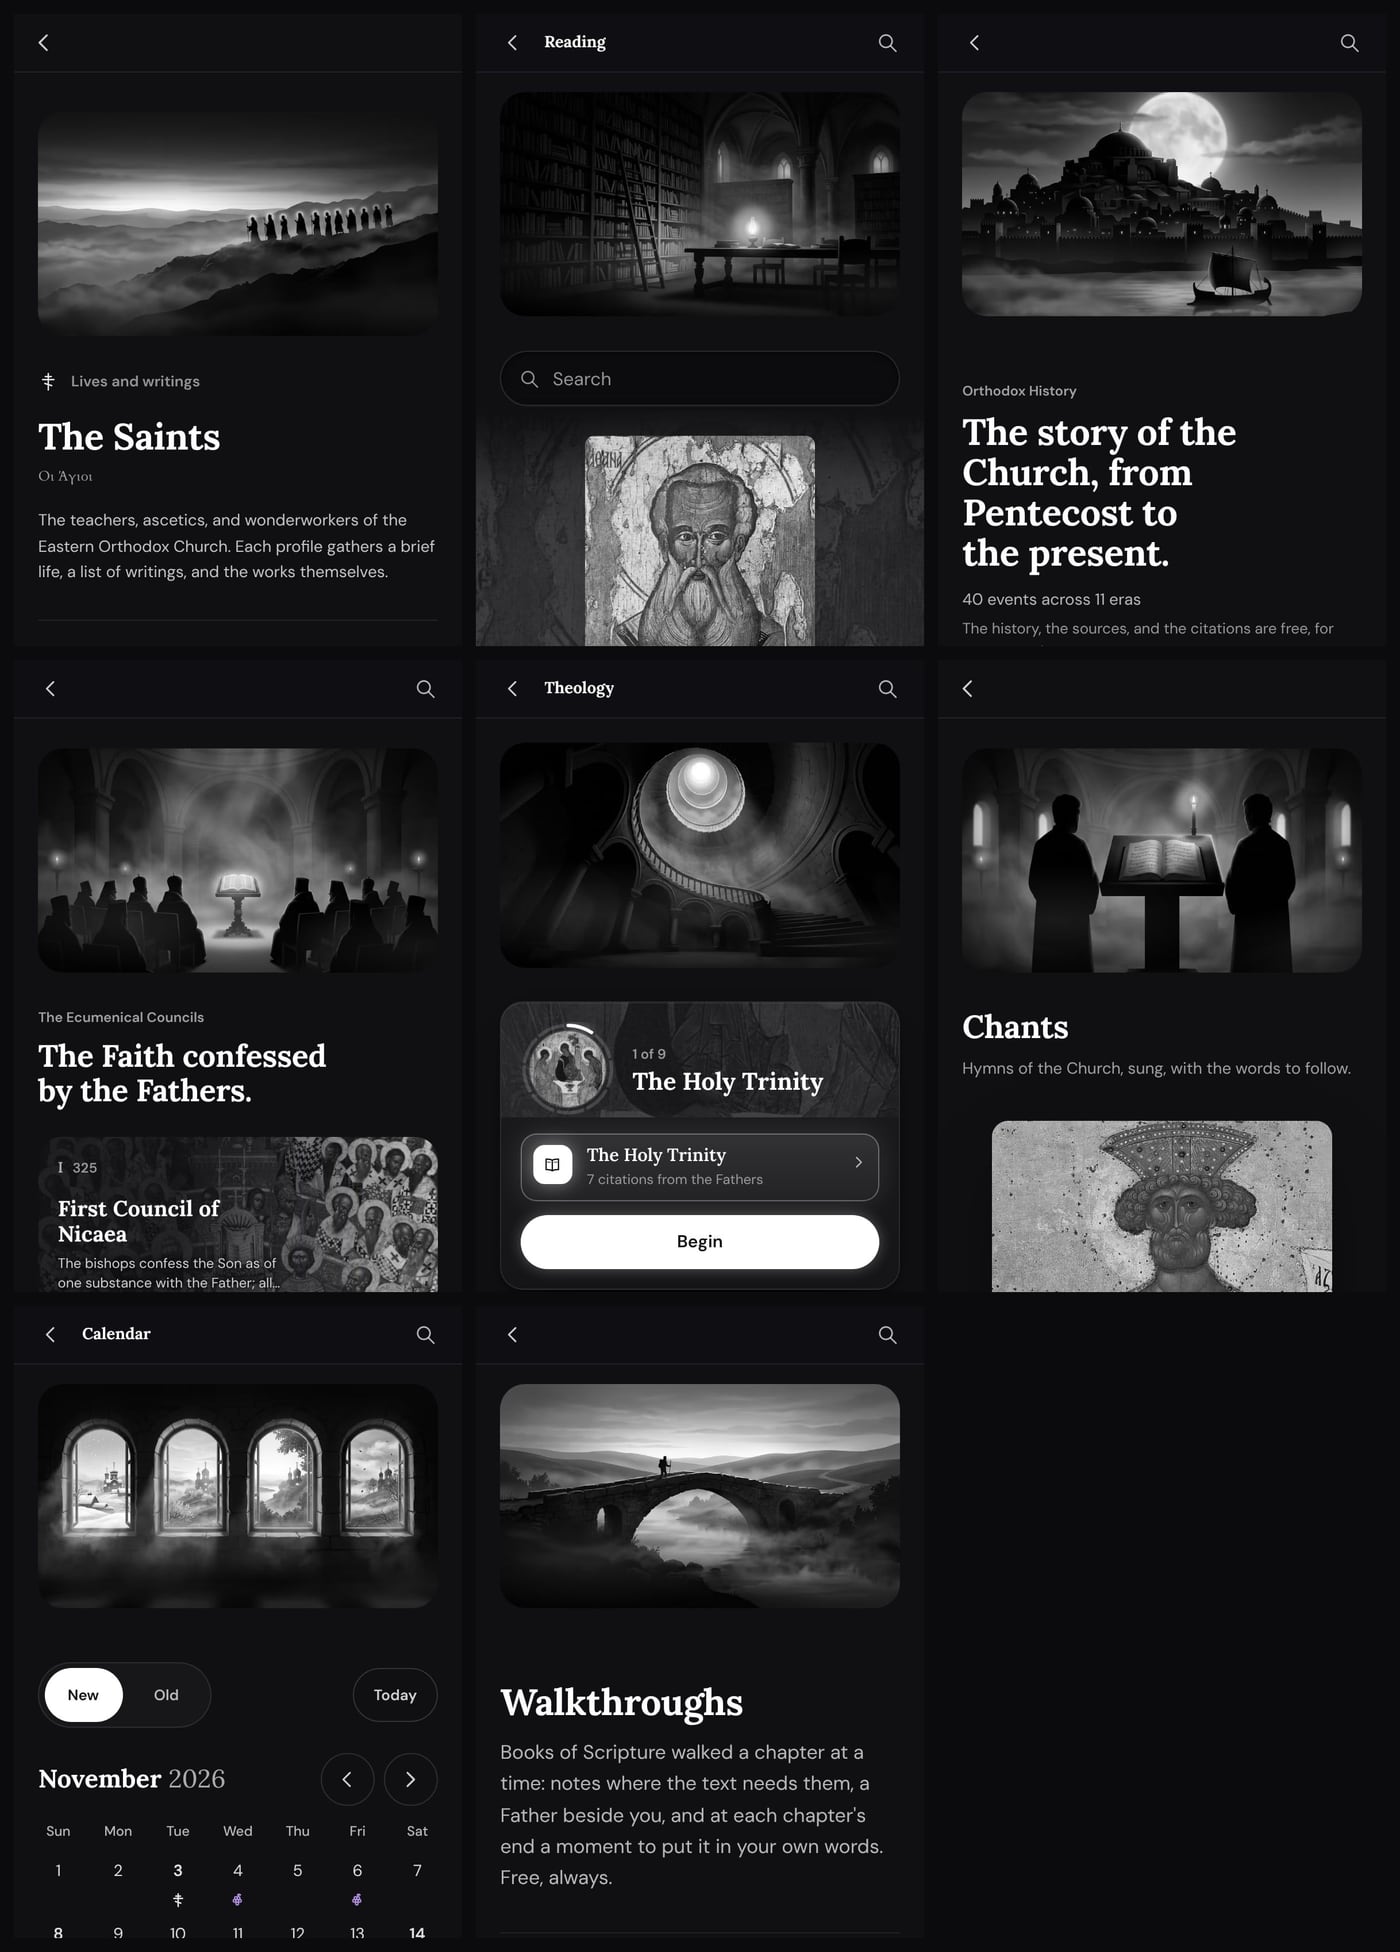 Lives and writings
The Saints
Οι Άγιοι
The teachers, ascetics, and wonderworkers of the
Eastern Orthodox Church. Each profile gathers a brief
life, a list of writings, and the works themselves.
Reading
Search
Orthodox History
The story of the
Church, from
Pentecost to
the present.
40 events across 11 eras
The history, the sources, and the citations are free, for
The Ecumenical Councils
The Faith confessed
by the Fathers.
I 325
First Council of
Nicaea
The bishops confess the Son as of
one substance with the Father; all...
Theology
1 of 9
The Holy Trinity
The Holy Trinity
7 citations from the Fathers
Begin
Chants
Hymns of the Church, sung, with the words to follow.
Calendar
New Old Today
November 2026
Sun Mon Tue Wed Thu Fri Sat
1 2 3 4 5 6 7
8 9 10 11 12 13 14
Walkthroughs
Books of Scripture walked a chapter at a
time: notes where the text needs them, a
Father beside you, and at each chapter's
end a moment to put it in your own words.
Free, always.